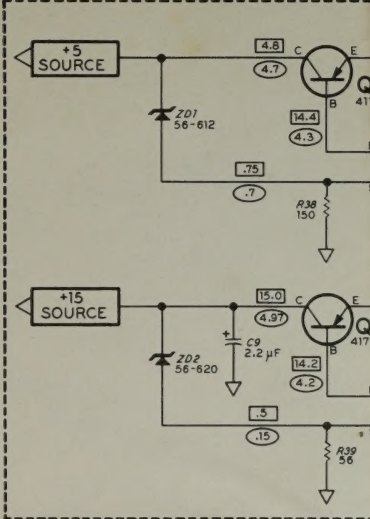 +5
SOURCE
4.8
4.7
C
E
B
14.4
4.3
ZD1
56-612
.75
.7
R38
150
+15
SOURCE
15.0
4.97
C
E
Q
417
B
14.2
4.2
+
C9
2.2 μF
ZD2
56-620
.5
.15
R39
56